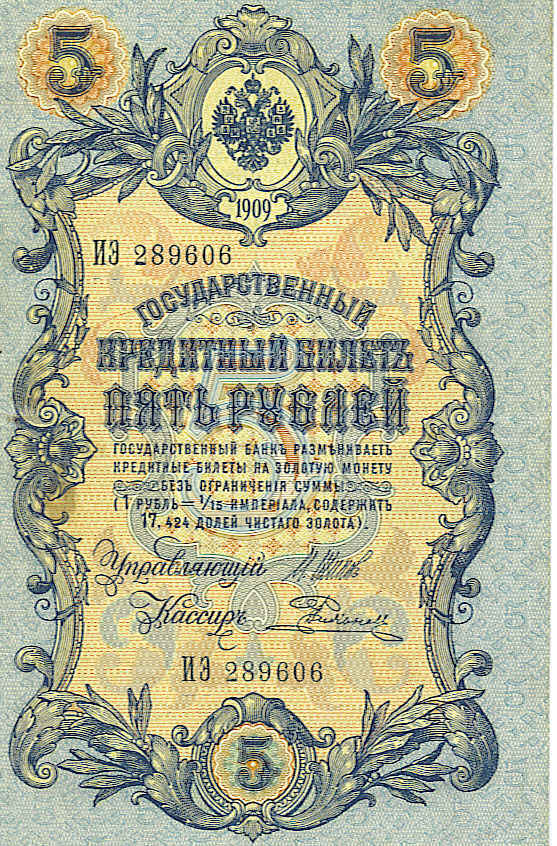 5 5
1909
ИЭ 289606
ГОСУДАРСТВЕННЫЙ
КРЕДИТНЫЙ БИЛЕТЪ
ПЯТЬ РУБЛЕЙ
ГОСУДАРСТВЕННЫЙ БАНКЪ РАЗМѢНИВАЕТЪ
КРЕДИТНЫЕ БИЛЕТЫ НА ЗОЛОТУЮ МОНЕТУ
БЕЗЪ ОГРАНИЧЕНІЯ СУММЫ
(1 РУБЛЬ = 1/15 ИМПЕРІАЛА, СОДЕРЖИТЪ
17,424 ДОЛЕЙ ЧИСТАГО ЗОЛОТА).
Управляющій
Кассиръ
ИЭ 289606
5